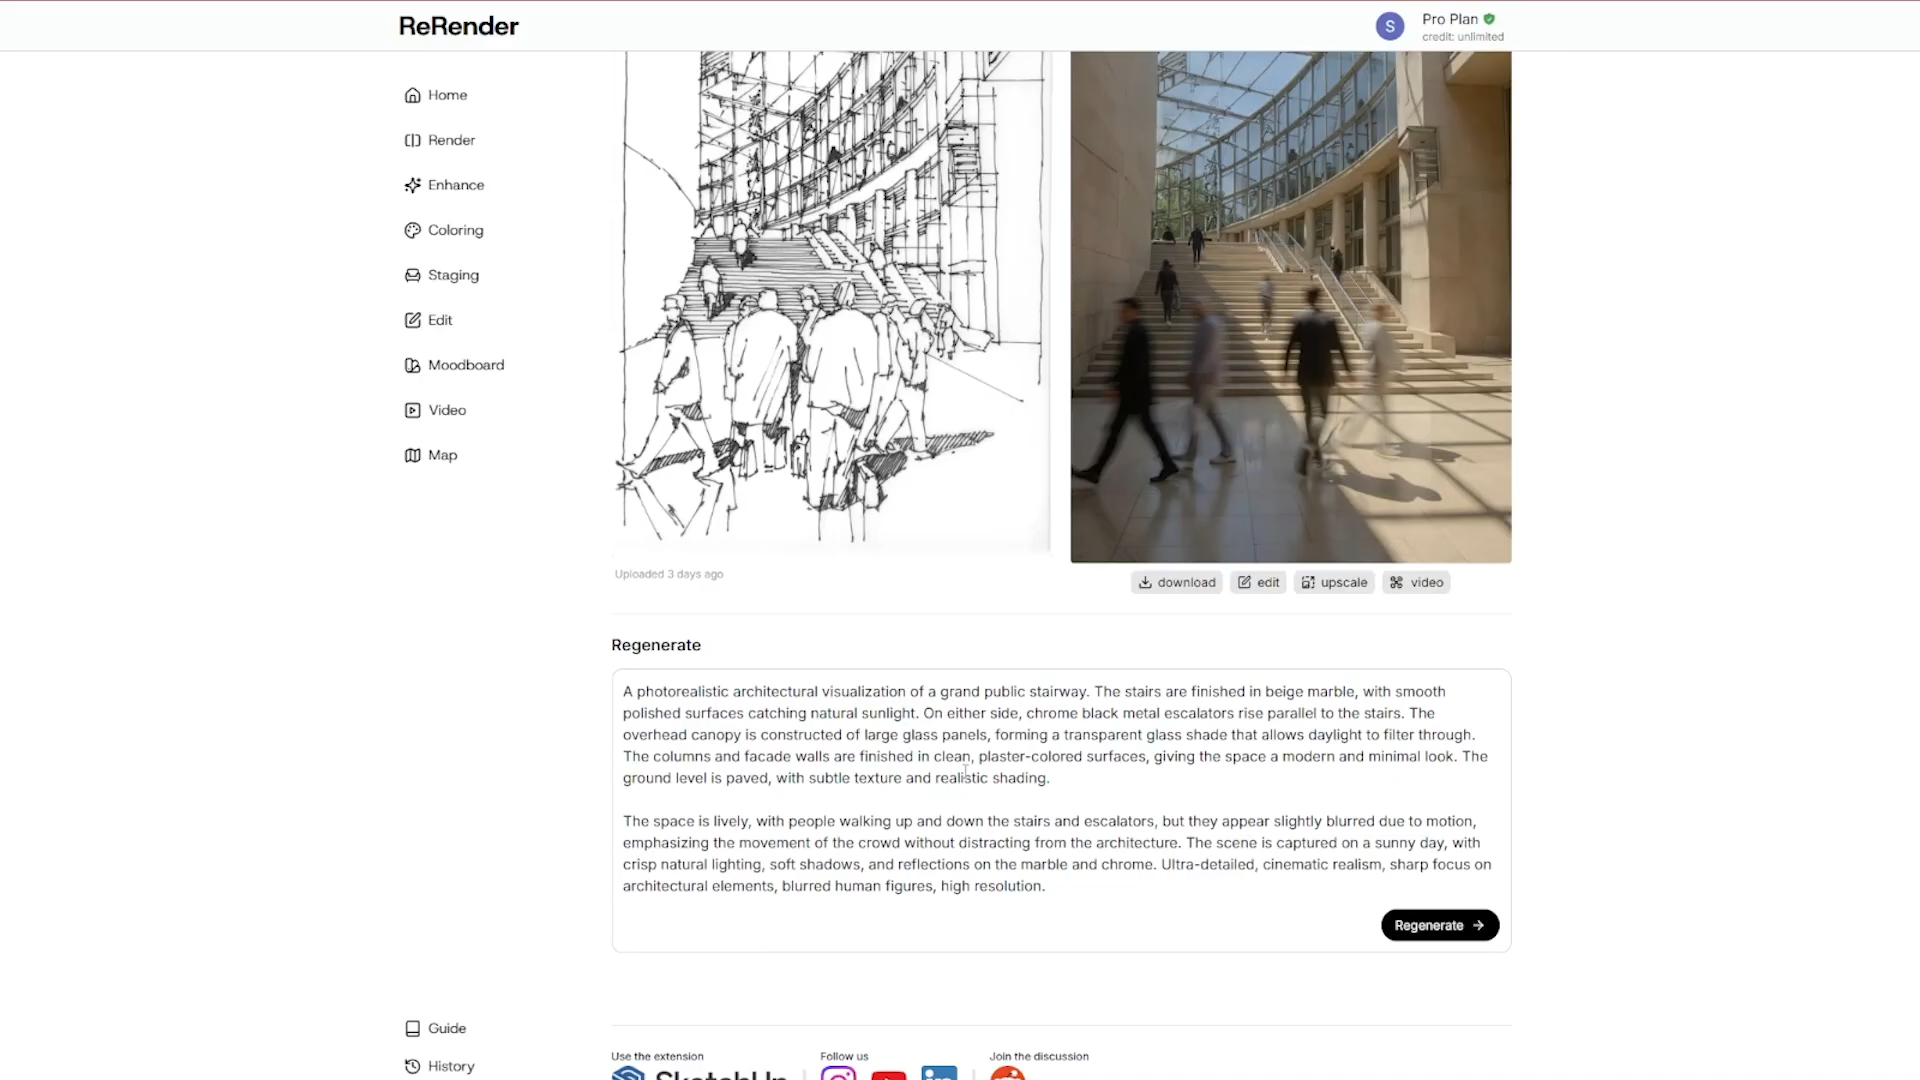 ReRender
S
Pro Plan
credit: unlimited
Home
Render
Enhance
Coloring
Staging
Edit
Moodboard
Video
Map
Uploaded 3 days ago
download
edit
upscale
video
Regenerate
A photorealistic architectural visualization of a grand public stairway. The stairs are finished in beige marble, with smooth
polished surfaces catching natural sunlight. On either side, chrome black metal escalators rise parallel to the stairs. The
overhead canopy is constructed of large glass panels, forming a transparent glass shade that allows daylight to filter through.
The columns and facade walls are finished in clean, plaster-colored surfaces, giving the space a modern and minimal look. The
ground level is paved, with subtle texture and realistic shading.
The space is lively, with people walking up and down the stairs and escalators, but they appear slightly blurred due to motion,
emphasizing the movement of the crowd without distracting from the architecture. The scene is captured on a sunny day, with
crisp natural lighting, soft shadows, and reflections on the marble and chrome. Ultra-detailed, cinematic realism, sharp focus on
architectural elements, blurred human figures, high resolution.
Regenerate
Guide
History
Use the extension
SketchUp
Follow us
Join the discussion